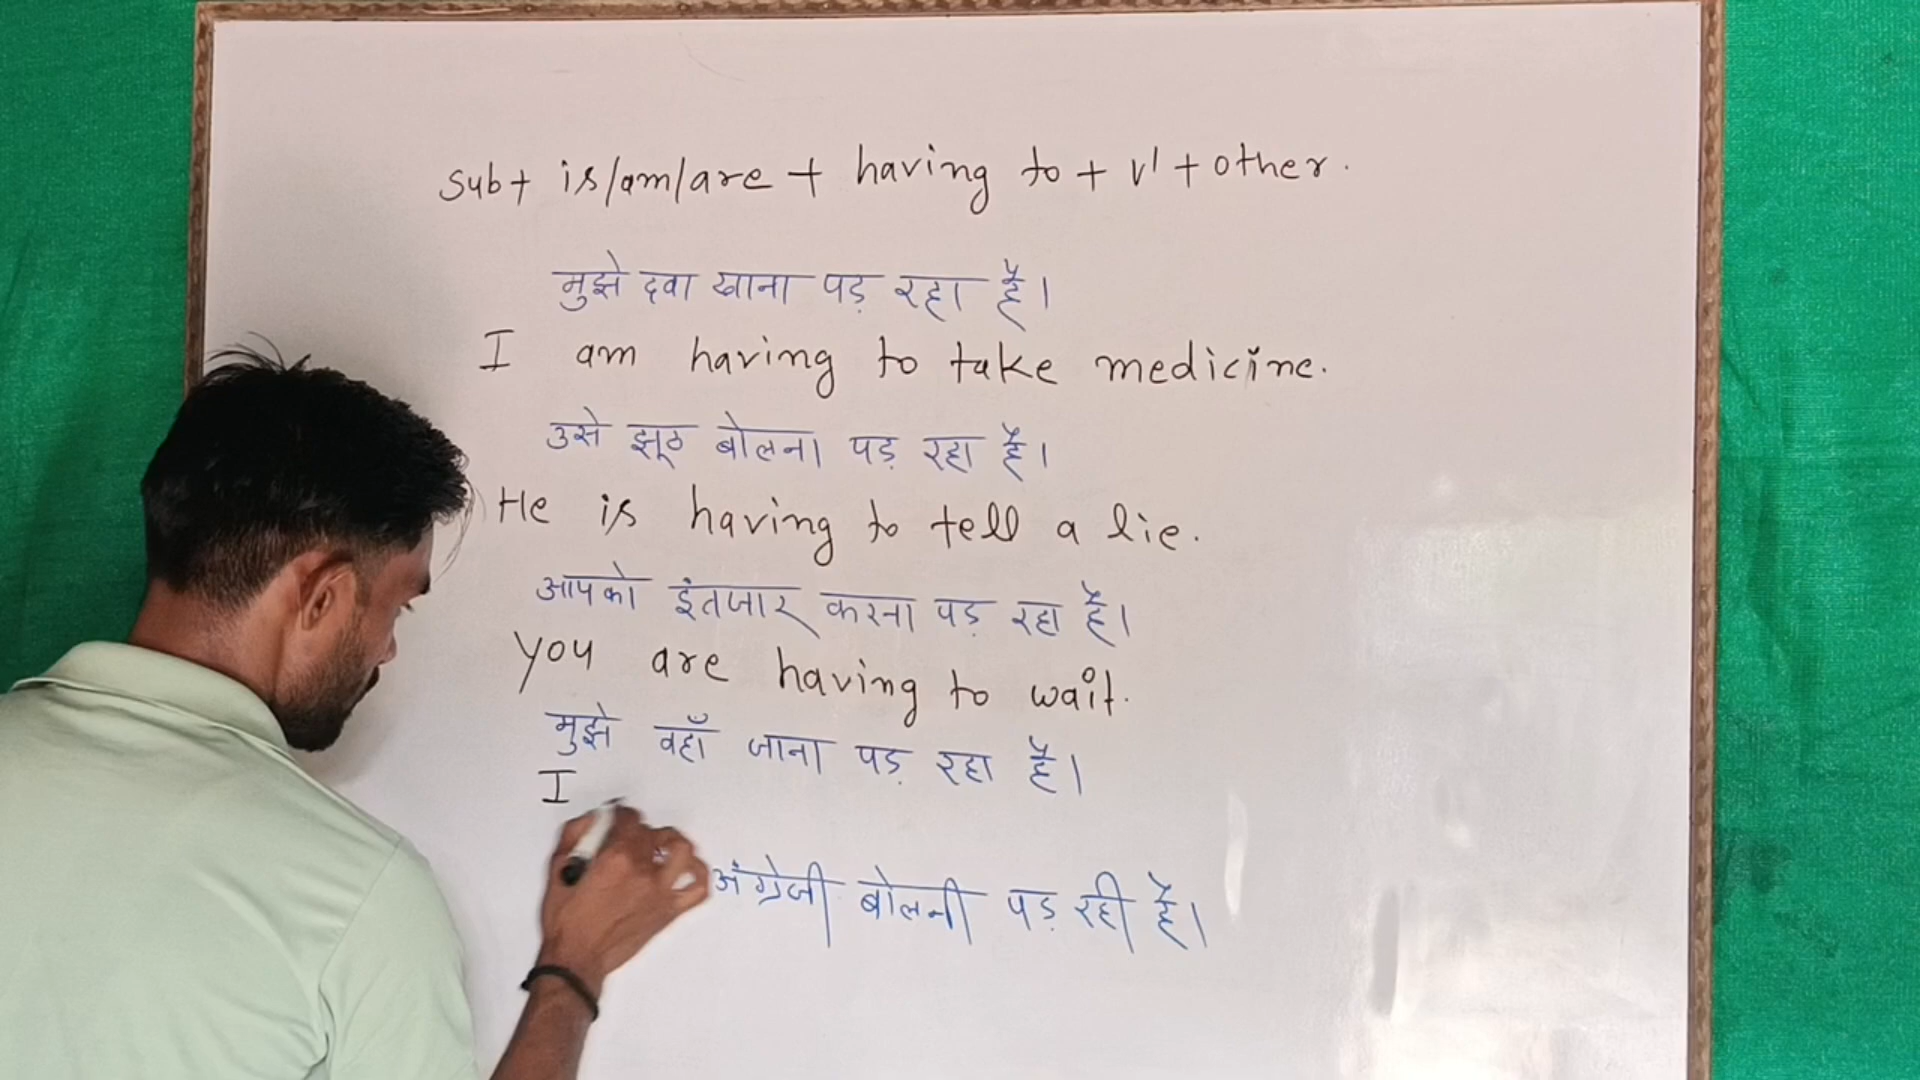 Sub+ is/am/are + having to + v1 + other.
मुझे दवा खाना पड़ रहा है।
I am having to take medicine.
उसे झूठ बोलना पड़ रहा है।
He is having to tell a lie.
आपको इंतजार करना पड़ रहा है।
You are having to wait.
मुझे वहाँ जाना पड़ रहा है।
I
अंग्रेजी बोलनी पड़ रही है।